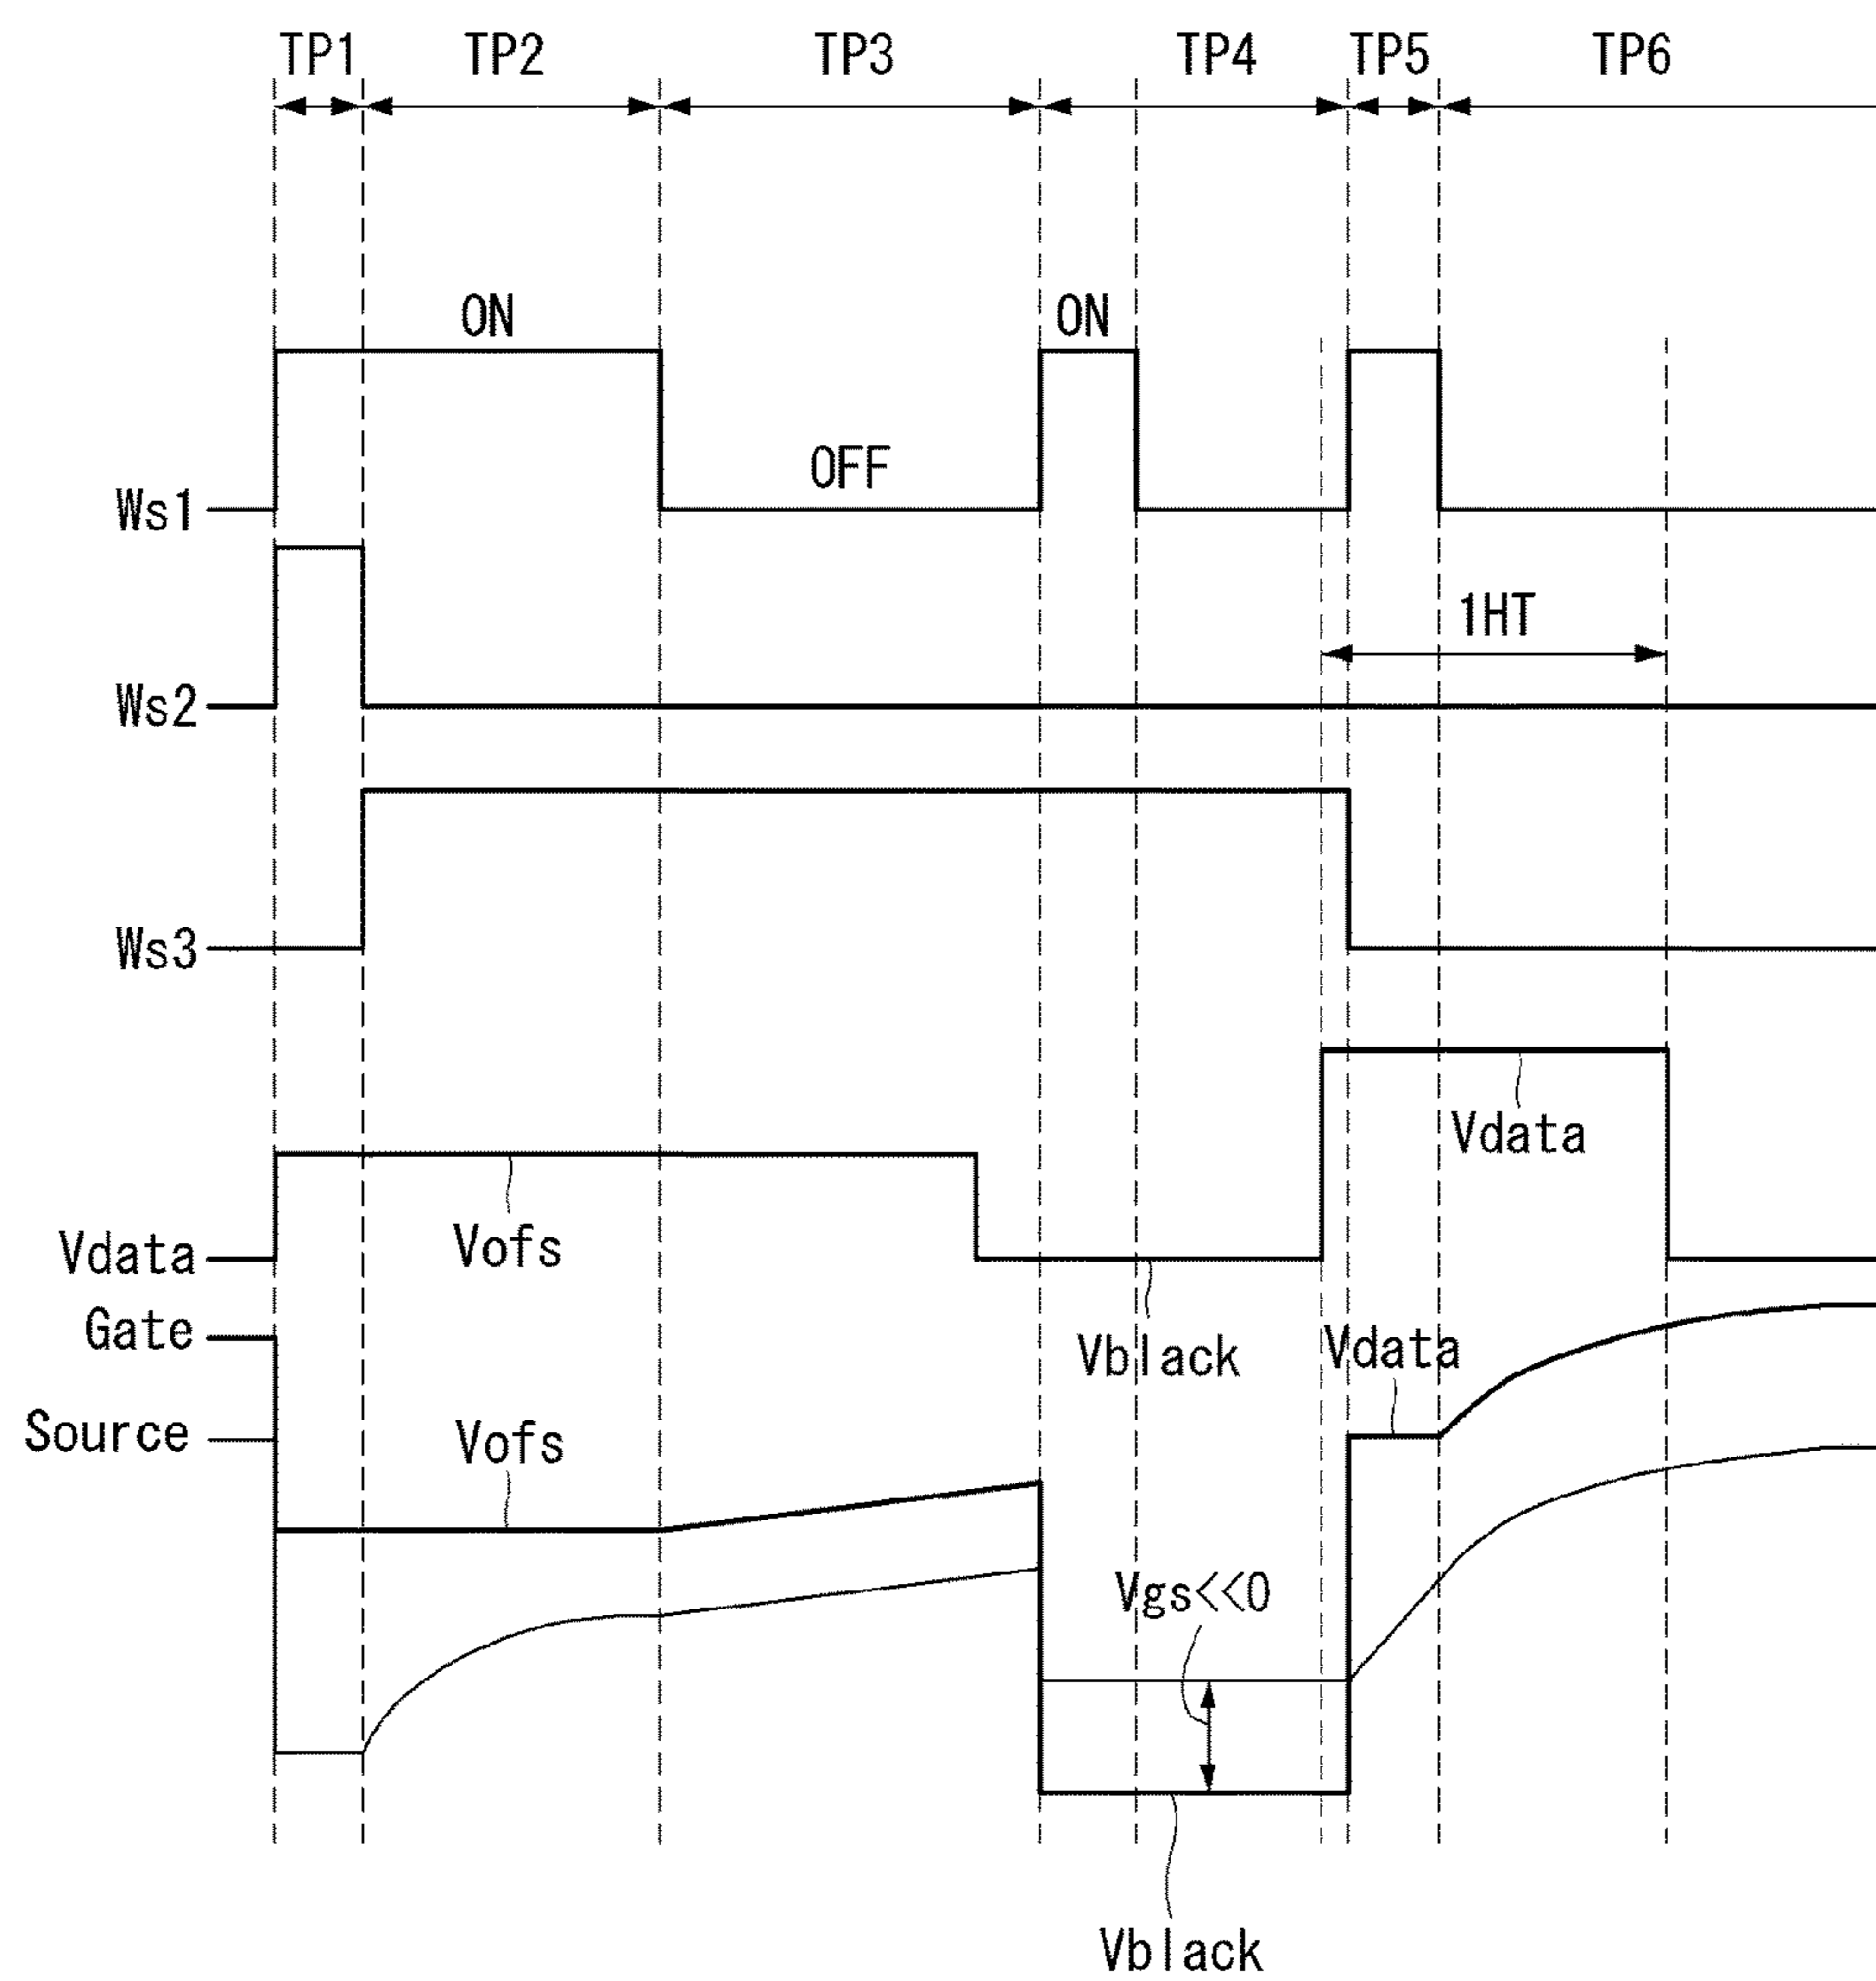 TP1 TP2 TP3 TP4 TP5 TP6
ON ON
OFF
Ws1
1HT
Ws2
Ws3
Vdata
Vofs
Vdata
Gate
Vblack
Vdata
Source
Vofs
Vgs<<0
Vblack